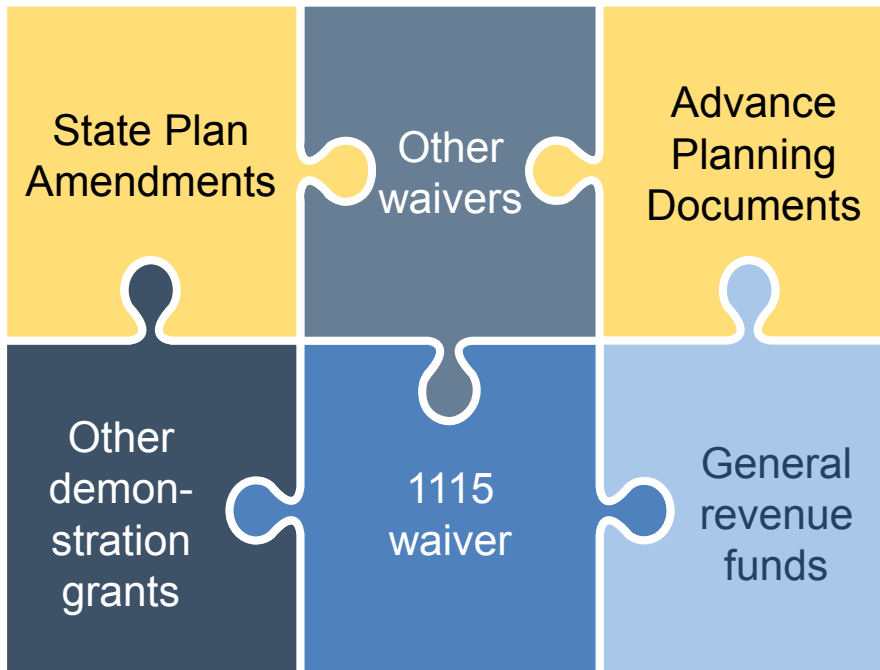 State Plan
Amendments
Other
waivers
Advance
Planning
Documents
Other
demon-
stration
grants
1115
waiver
General
revenue
funds